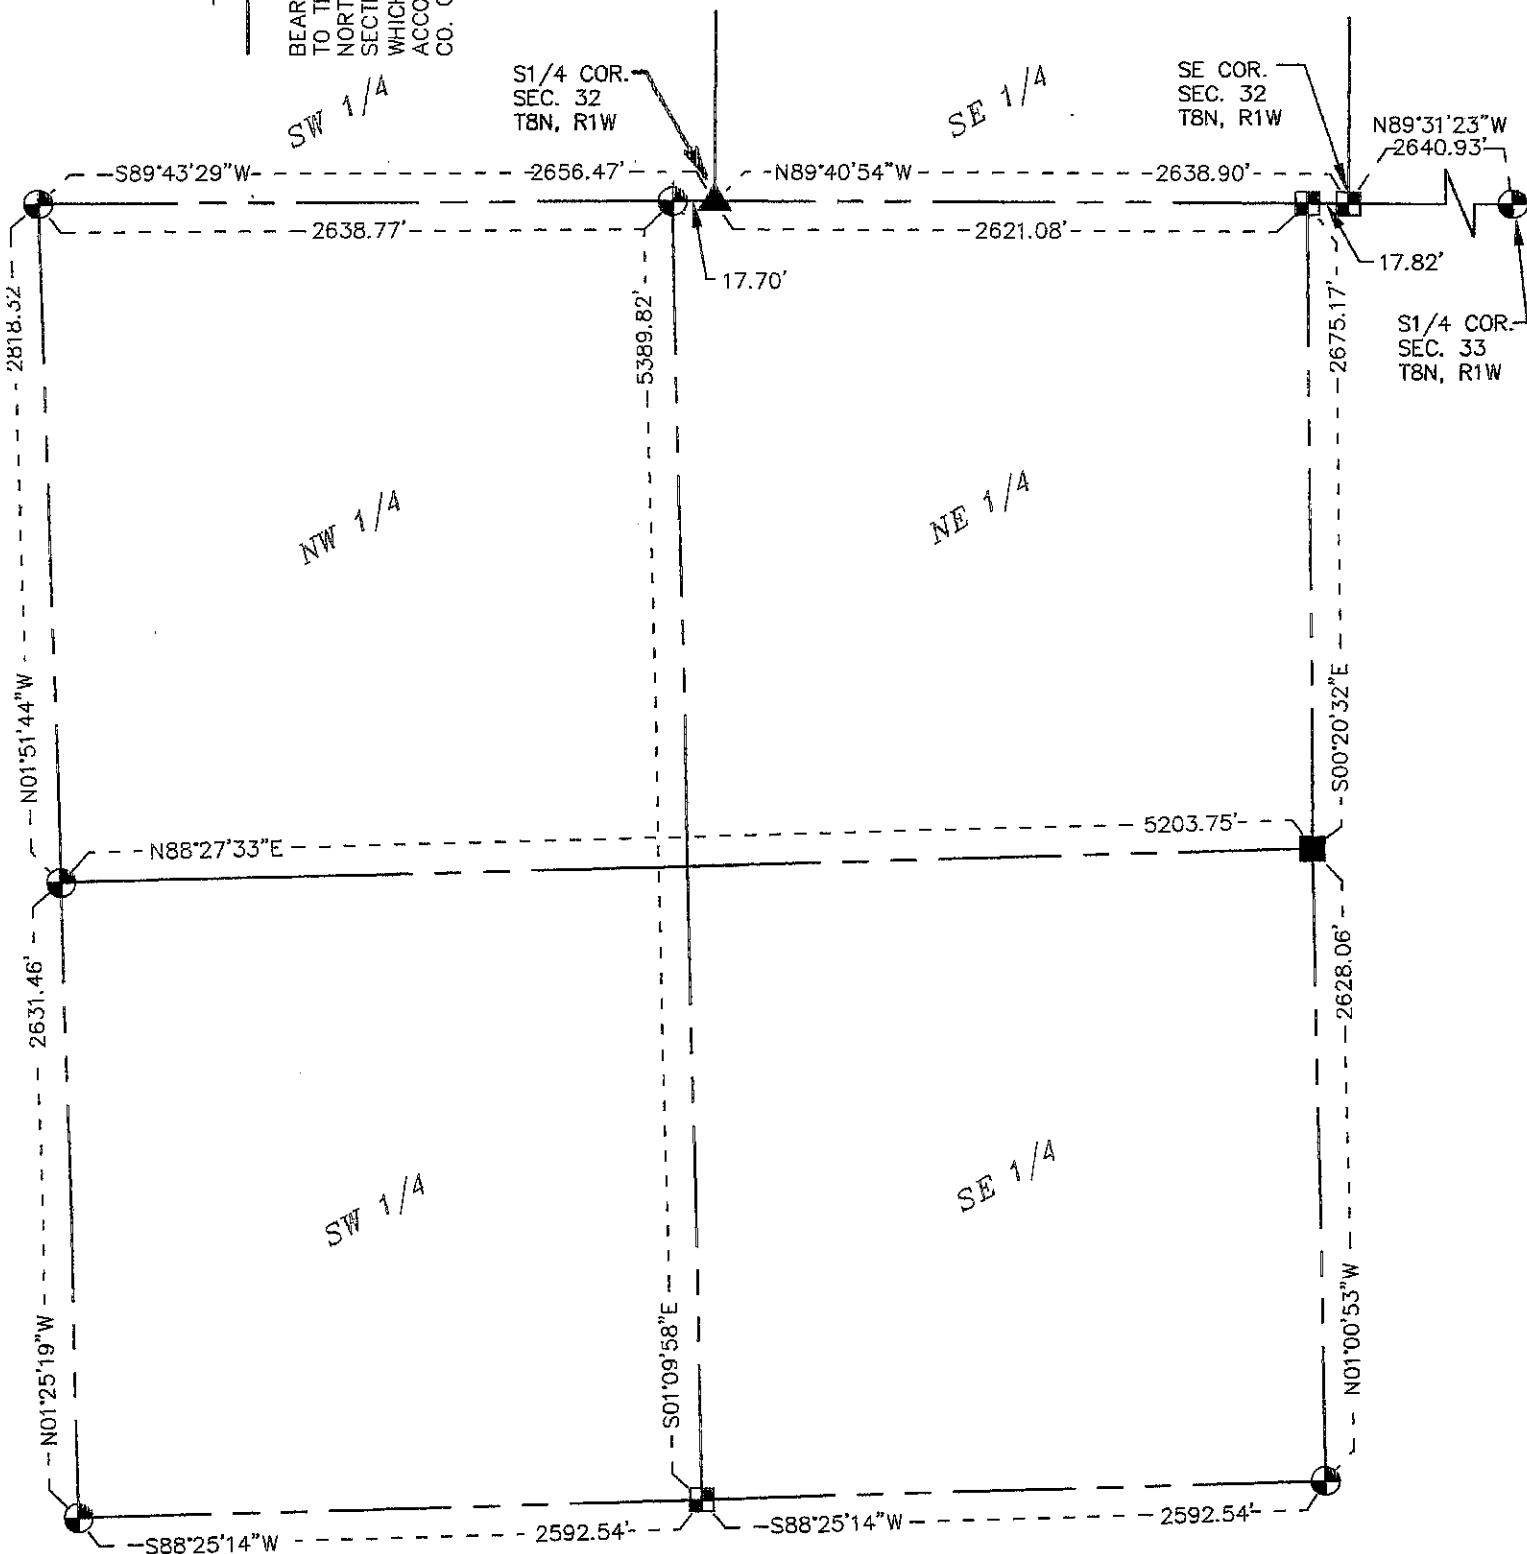 BEAR
TO T
NORT
SECTI
WHICH
ACCO
CO. C
S1/4 COR.
SEC. 32
T8N, R1W
SW 1/4
SE 1/4
SE COR.
SEC. 32
T8N, R1W
N89°31'23"W
2640.93'
S89°43'29"W
2656.47'
N89°40'54"W
2638.90'
2638.77'
2621.08'
17.70'
17.82'
S1/4 COR.
SEC. 33
T8N, R1W
2818.32'
5389.82'
2675.17'
NW 1/4
NE 1/4
N01°51'44"W
S00°20'32"E
N88°27'33"E
5203.75'
2631.46'
2628.06'
SW 1/4
SE 1/4
N01°25'19"W
S01°09'58"E
N01°00'53"W
S88°25'14"W
2592.54'
S88°25'14"W
2592.54'